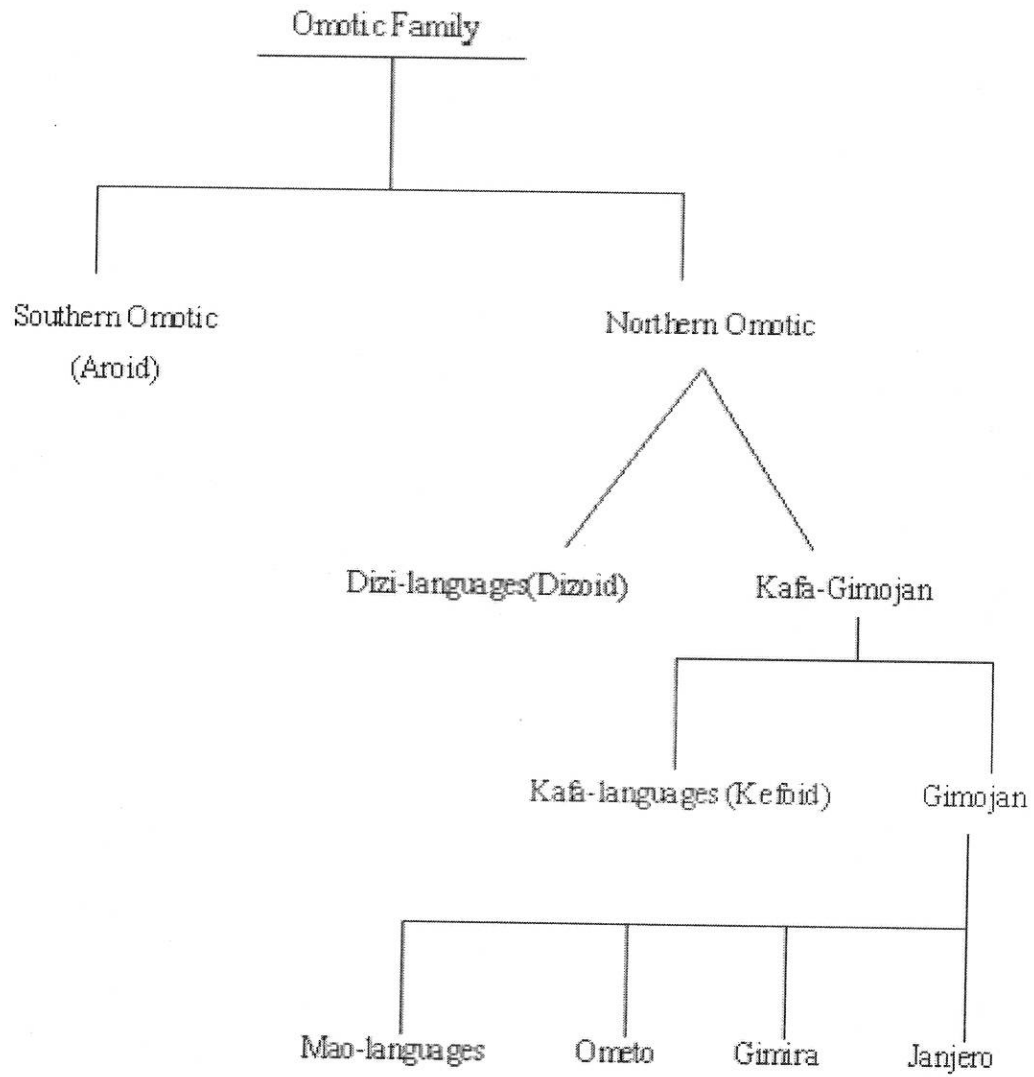 Omotic Family
Southern Omotic
(Aroid)
Northern Omotic
Dizi-languages(Dizoid)
Kafa-Gimojan
Kafa-languages (Kefoid)
Gimojan
Mao-languages
Ometo
Gimira
Janjero